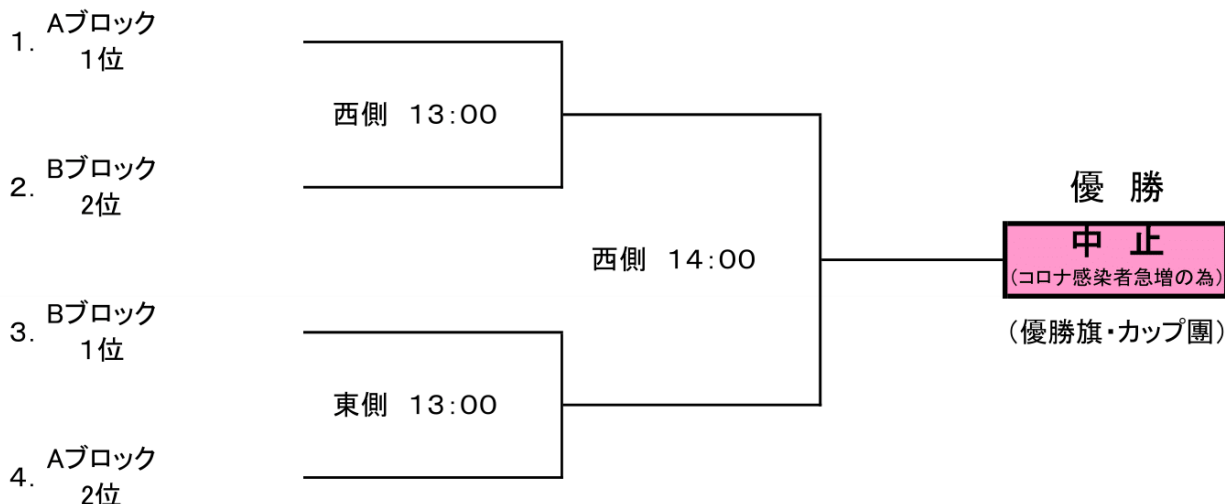 1. Aブロック
1位
西側 13:00
2. Bブロック
2位
西側 14:00
3. Bブロック
1位
東側 13:00
4. Aブロック
2位
優 勝
中 止
(コロナ感染者急増の為)
(優勝旗・カップ團)